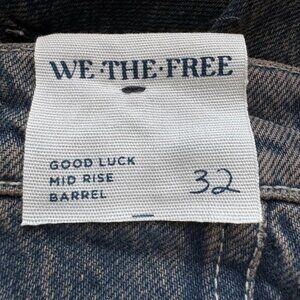 WE·THE·FREE
GOOD LUCK
MID RISE
BARREL
32